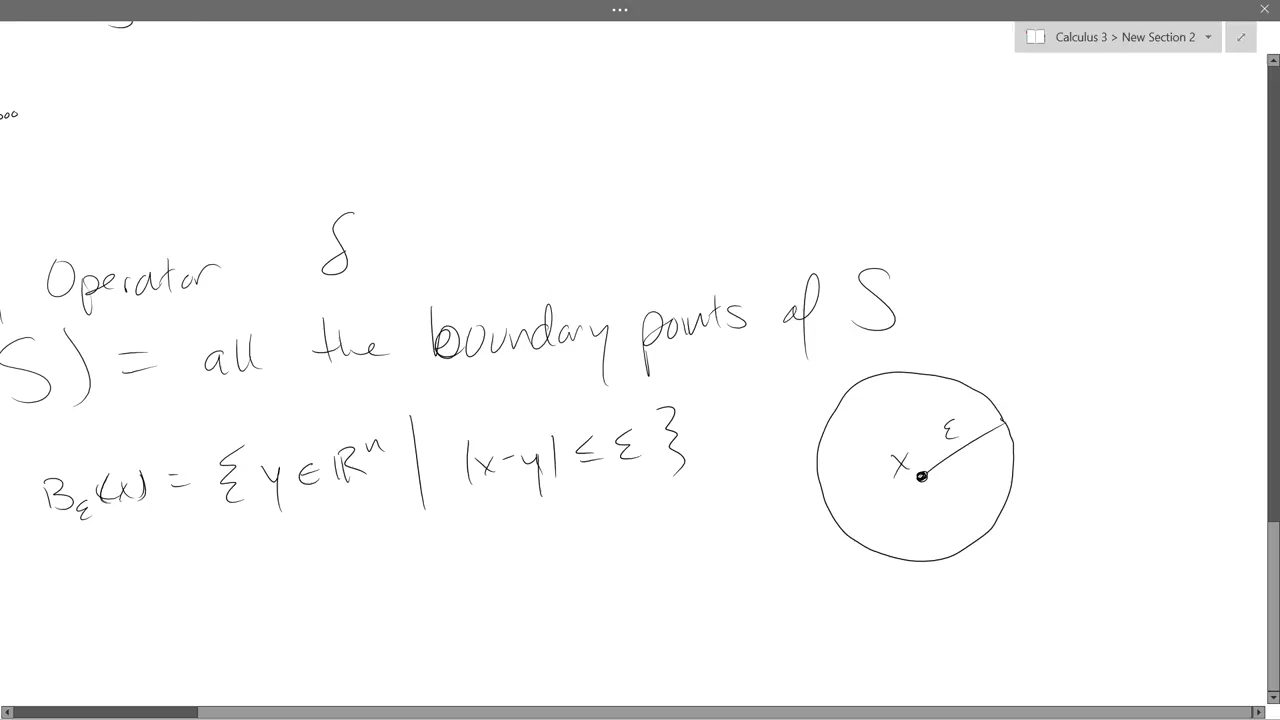 Calculus 3 > New Section 2
Operator δ
S) = all the boundary points of S
B_ε(x) = { y ∈ ℝⁿ | |x-y| ≤ ε }
ε
x